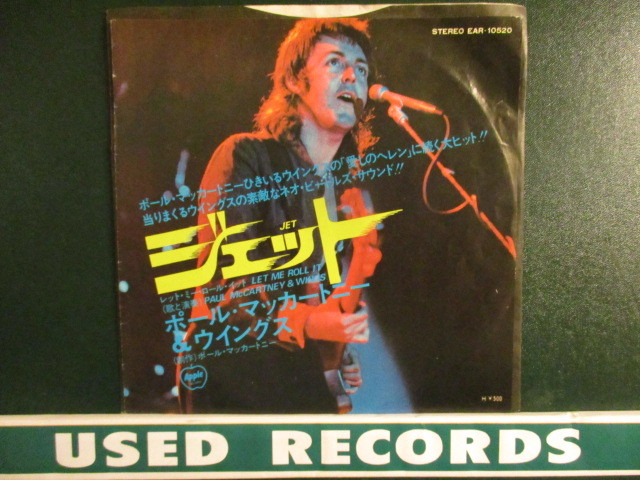 STEREO EAR-10520
ポール・マッカートニーひきいるウイングスの「愛しのヘレン」に続く大ヒット!!
当りまくるウイングスの素敵なネオ・ビートルズ・サウンド!!
JET
ジェット
レット・ミー・ロール・イット LET ME ROLL IT
(歌と演奏) PAUL McCARTNEY & WINGS
ポール・マッカートニー
&ウイングス
ポール・マッカートニー
Apple
H ¥500
USED RECORDS